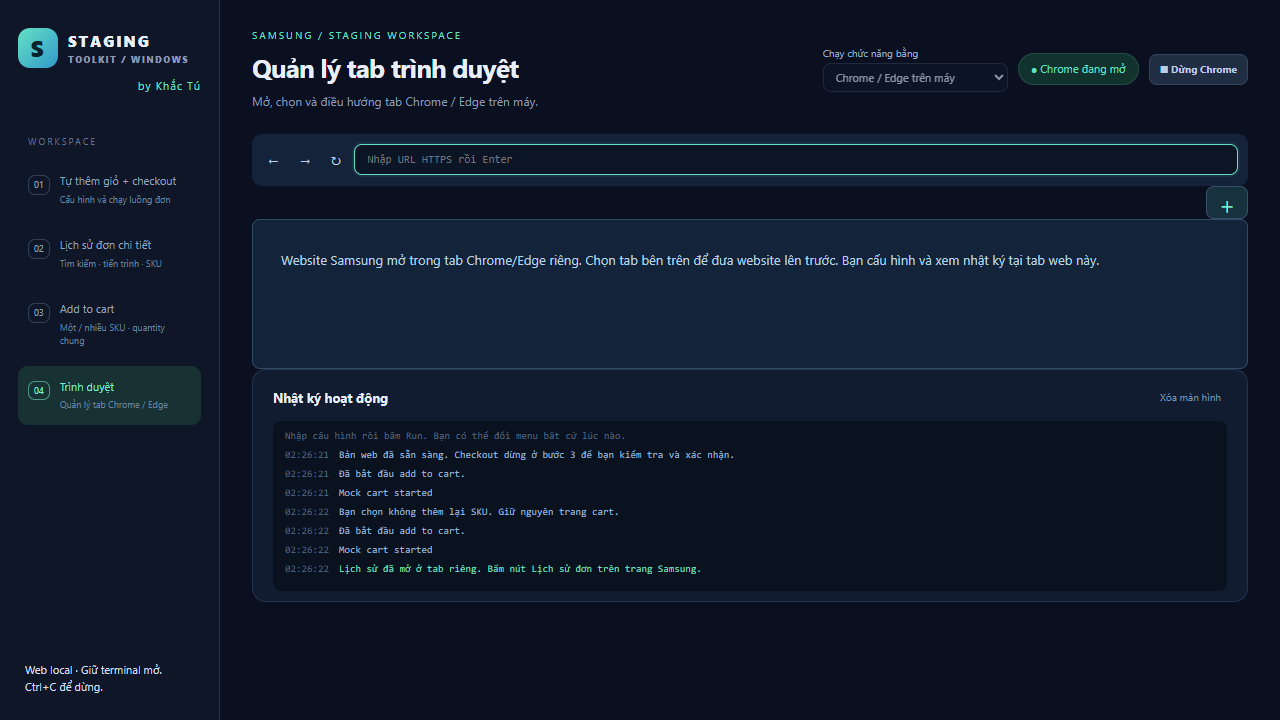 S
STAGING
TOOLKIT / WINDOWS
by Khắc Tú
WORKSPACE
01
Tự thêm giỏ + checkout
Cấu hình và chạy luồng đơn
02
Lịch sử đơn chi tiết
Tìm kiếm · tiến trình · SKU
03
Add to cart
Một / nhiều SKU · quantity
chung
04
Trình duyệt
Quản lý tab Chrome / Edge
Web local · Giữ terminal mở.
Ctrl+C để dừng.
SAMSUNG / STAGING WORKSPACE
Quản lý tab trình duyệt
Mở, chọn và điều hướng tab Chrome / Edge trên máy.
Chạy chức năng bằng
Chrome / Edge trên máy
● Chrome đang mở
■ Dừng Chrome
← → ↻ Nhập URL HTTPS rồi Enter
+
Website Samsung mở trong tab Chrome/Edge riêng. Chọn tab bên trên để đưa website lên trước. Bạn cấu hình và xem nhật ký tại tab web này.
Nhật ký hoạt động
Xóa màn hình
Nhập cấu hình rồi bấm Run. Bạn có thể đổi menu bất cứ lúc nào.
02:26:21 Bản web đã sẵn sàng. Checkout dừng ở bước 3 để bạn kiểm tra và xác nhận.
02:26:21 Đã bắt đầu add to cart.
02:26:21 Mock cart started
02:26:22 Bạn chọn không thêm lại SKU. Giữ nguyên trang cart.
02:26:22 Đã bắt đầu add to cart.
02:26:22 Mock cart started
02:26:22 Lịch sử đã mở ở tab riêng. Bấm nút Lịch sử đơn trên trang Samsung.